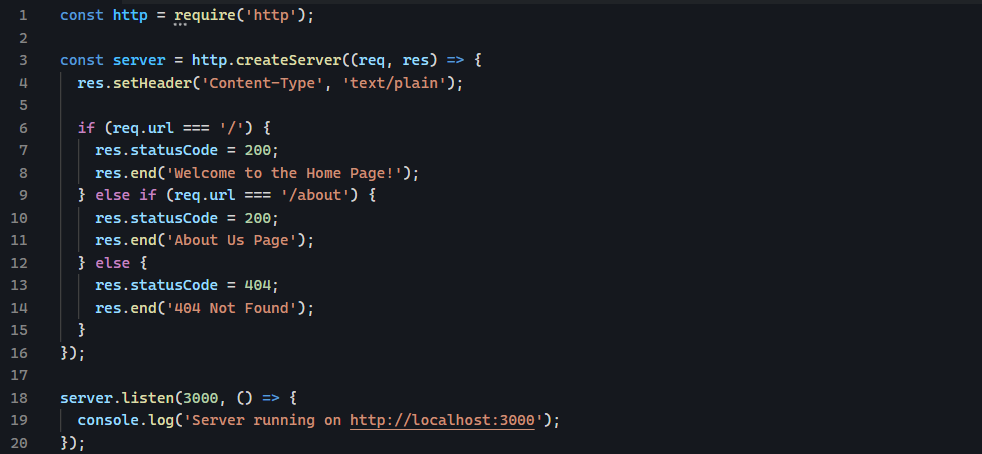 1 const http = require('http');
2
3 const server = http.createServer((req, res) => {
4   res.setHeader('Content-Type', 'text/plain');
5
6   if (req.url === '/') {
7     res.statusCode = 200;
8     res.end('Welcome to the Home Page!');
9   } else if (req.url === '/about') {
10     res.statusCode = 200;
11     res.end('About Us Page');
12   } else {
13     res.statusCode = 404;
14     res.end('404 Not Found');
15   }
16 });
17
18 server.listen(3000, () => {
19   console.log('Server running on http://localhost:3000');
20 });